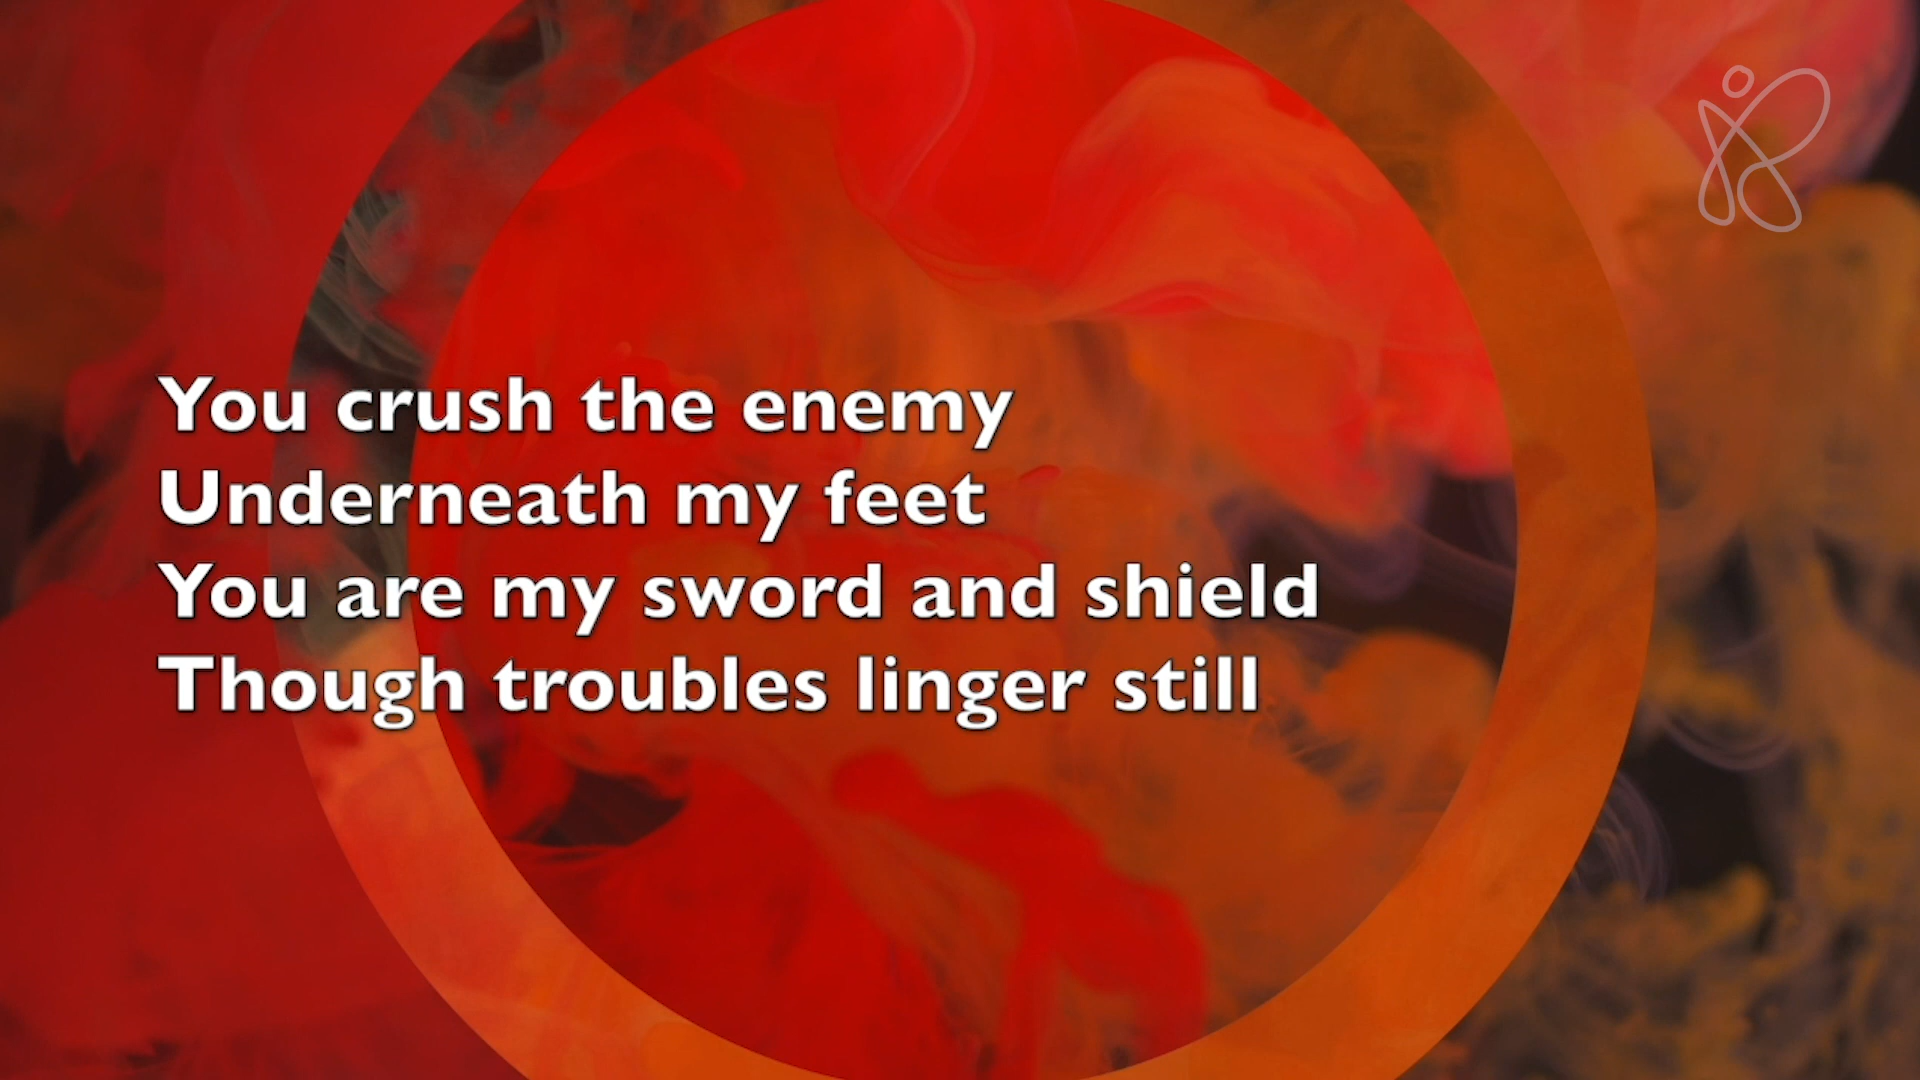 You crush the enemy
Underneath my feet
You are my sword and shield
Though troubles linger still